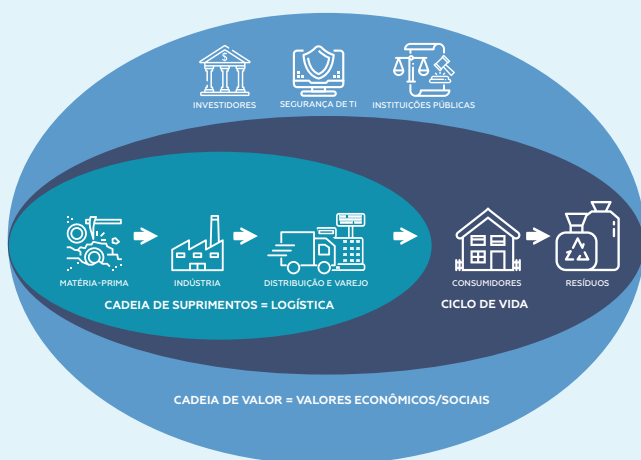 INVESTIDORES
SEGURANÇA DE TI
INSTITUIÇÕES PÚBLICAS
MATÉRIA-PRIMA
INDÚSTRIA
DISTRIBUIÇÃO E VAREJO
CONSUMIDORES
RESÍDUOS
CADEIA DE SUPRIMENTOS = LOGÍSTICA
CICLO DE VIDA
CADEIA DE VALOR = VALORES ECONÔMICOS/SOCIAIS